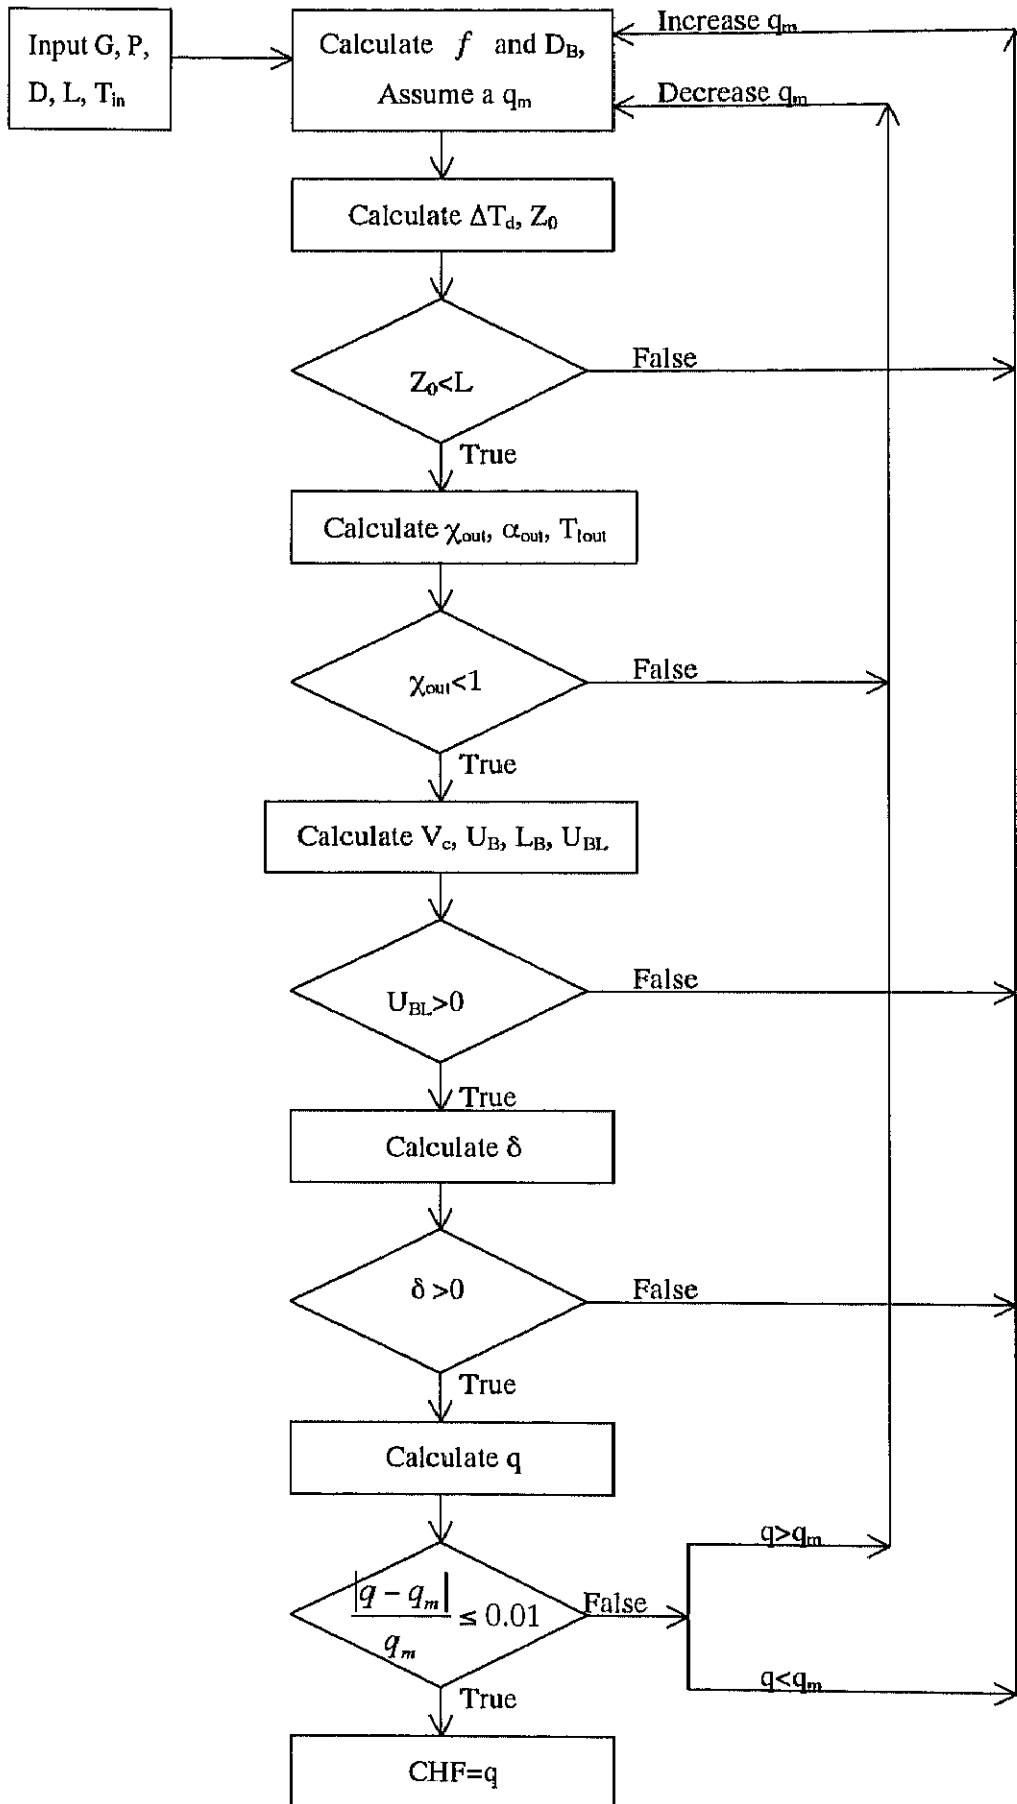 Input G, P,
D, L, T_in
Calculate f and D_B,
Assume a q_m
Increase q_m
Decrease q_m
Calculate ΔT_d, Z_0
Z_0<L
False
True
Calculate χ_out, α_out, T_lout
χ_out<1
False
True
Calculate V_c, U_B, L_B, U_BL
U_BL>0
False
True
Calculate δ
δ >0
False
True
Calculate q
|q - q_m|
q_m
≤ 0.01
False
q>q_m
q<q_m
True
CHF=q